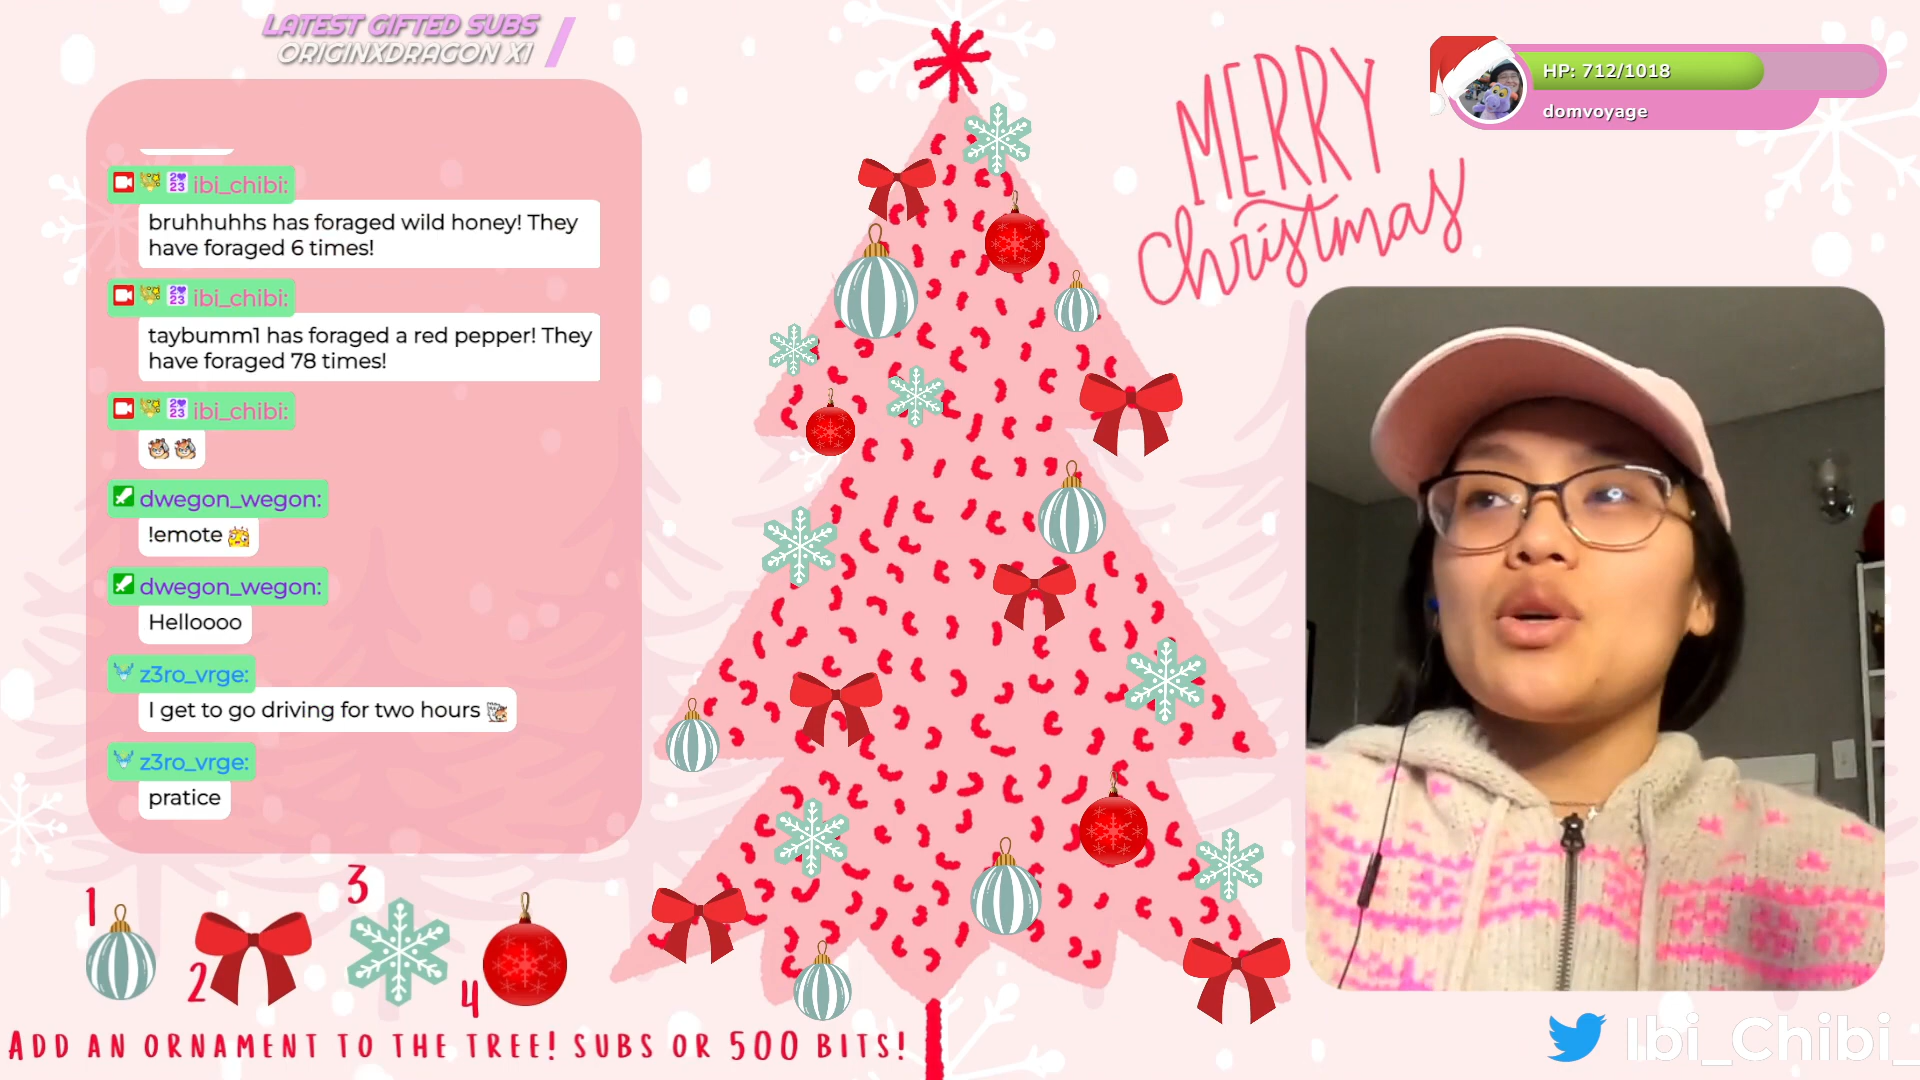 LATEST GIFTED SUBS
ORIGINXDRAGON X1
ibi_chibi:
bruhhuhhs has foraged wild honey! They
have foraged 6 times!
ibi_chibi:
taybumm1 has foraged a red pepper! They
have foraged 78 times!
ibi_chibi:
dwegon_wegon:
!emote
dwegon_wegon:
Helloooo
z3ro_vrge:
I get to go driving for two hours
z3ro_vrge:
pratice
MERRY
Christmas
HP: 712/1018
domvoyage
1
2
3
4
ADD AN ORNAMENT TO THE TREE! SUBS OR 500 BITS!
Ibi_Chibi_